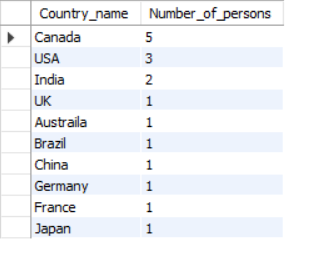 Country_name Number_of_persons
Canada 5
USA 3
India 2
UK 1
Austraila 1
Brazil 1
China 1
Germany 1
France 1
Japan 1